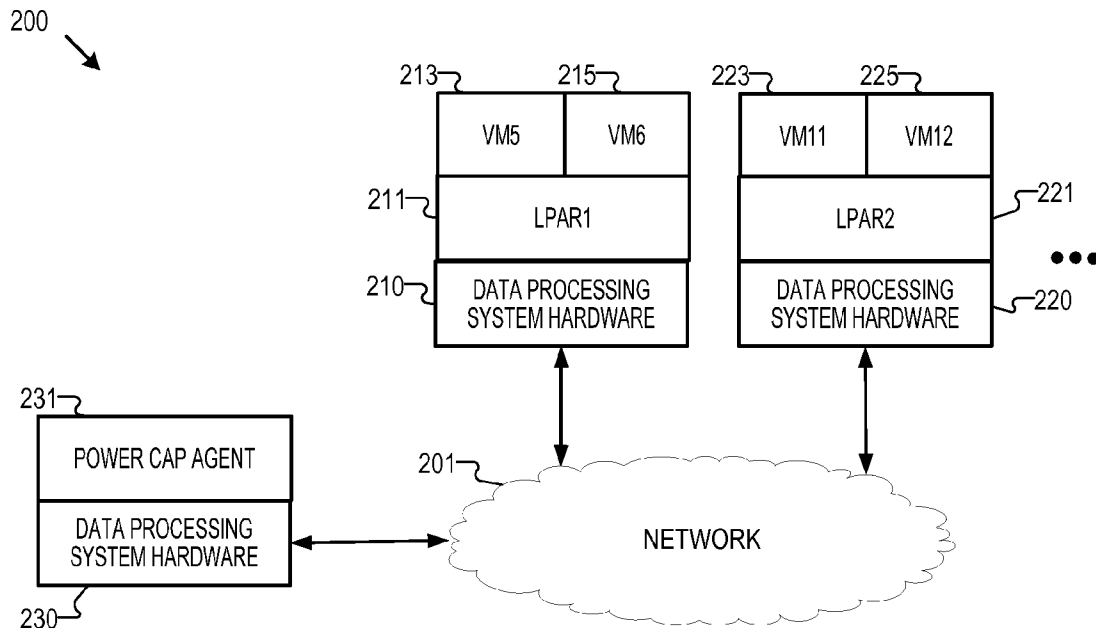 200
213
215
223
225
VM5
VM6
VM11
VM12
211
LPAR1
LPAR2
221
210
DATA PROCESSING
SYSTEM HARDWARE
DATA PROCESSING
SYSTEM HARDWARE
220
231
POWER CAP AGENT
201
DATA PROCESSING
SYSTEM HARDWARE
NETWORK
230